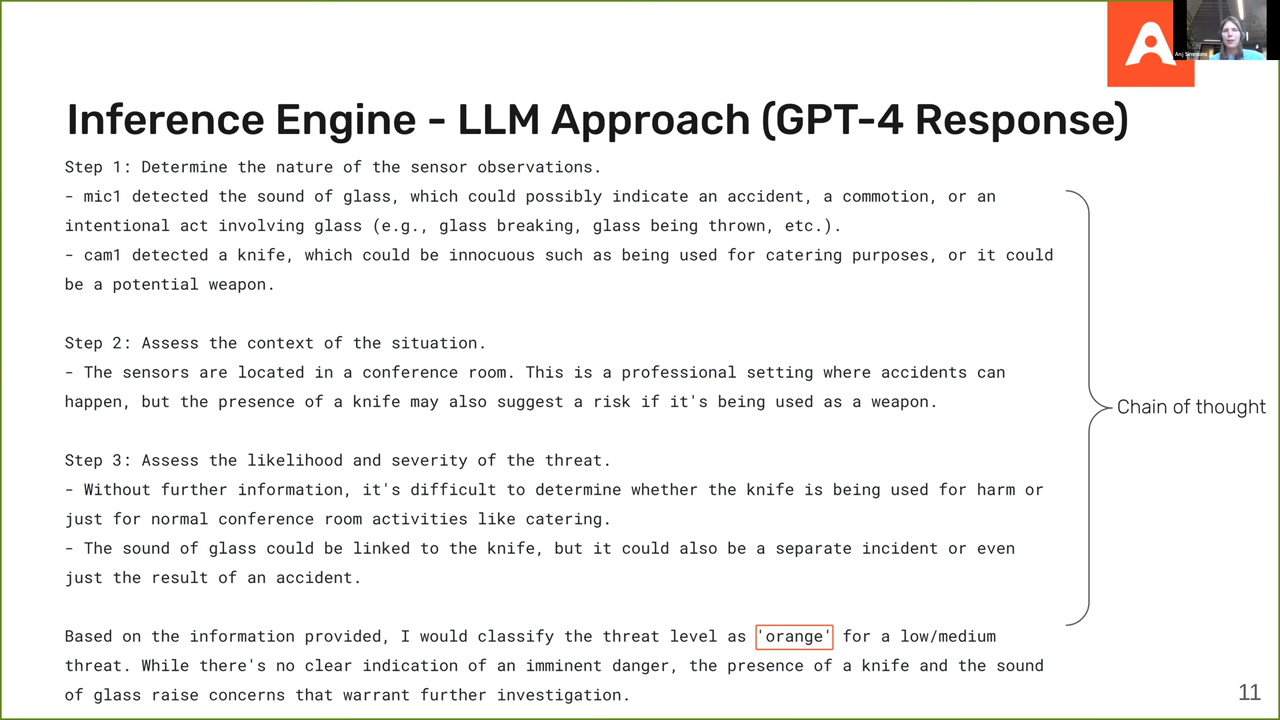 Anj Simmons
Inference Engine - LLM Approach (GPT-4 Response)
Step 1: Determine the nature of the sensor observations.
- mic1 detected the sound of glass, which could possibly indicate an accident, a commotion, or an
intentional act involving glass (e.g., glass breaking, glass being thrown, etc.).
- cam1 detected a knife, which could be innocuous such as being used for catering purposes, or it could
be a potential weapon.
Step 2: Assess the context of the situation.
- The sensors are located in a conference room. This is a professional setting where accidents can
happen, but the presence of a knife may also suggest a risk if it's being used as a weapon.
Chain of thought
Step 3: Assess the likelihood and severity of the threat.
- Without further information, it's difficult to determine whether the knife is being used for harm or
just for normal conference room activities like catering.
- The sound of glass could be linked to the knife, but it could also be a separate incident or even
just the result of an accident.
Based on the information provided, I would classify the threat level as 'orange' for a low/medium
threat. While there's no clear indication of an imminent danger, the presence of a knife and the sound
of glass raise concerns that warrant further investigation.
11